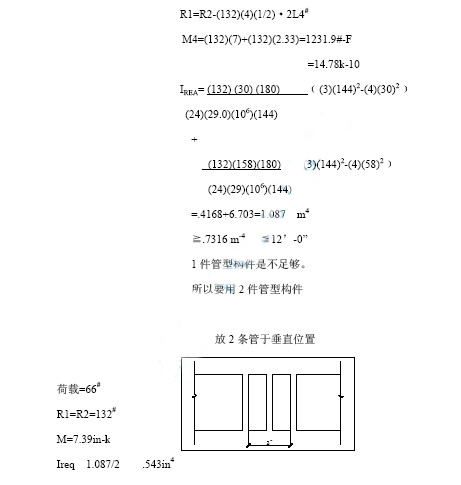 R1=R2-(132)(4)(1/2)·2L4#
M4=(132)(7)+(132)(2.33)=1231.9#-F
=14.78k-10
IREA= (132) (30) (180) ( (3)(144)²-(4)(30)² )
(24)(29.0)(10⁶)(144)
+
(132)(158)(180) (3)(144)²-(4)(58)² )
(24)(29)(10⁶)(144)
=.4168+6.703=1.087 m⁴
≧.7316 m⁻⁴ ≦12’-0”
1 件管型构件是不足够。
所以要用 2 件管型构件
放 2 条管于垂直位置
荷载=66#
R1=R2=132#
M=7.39in-k
Ireq 1.087/2 .543in⁴